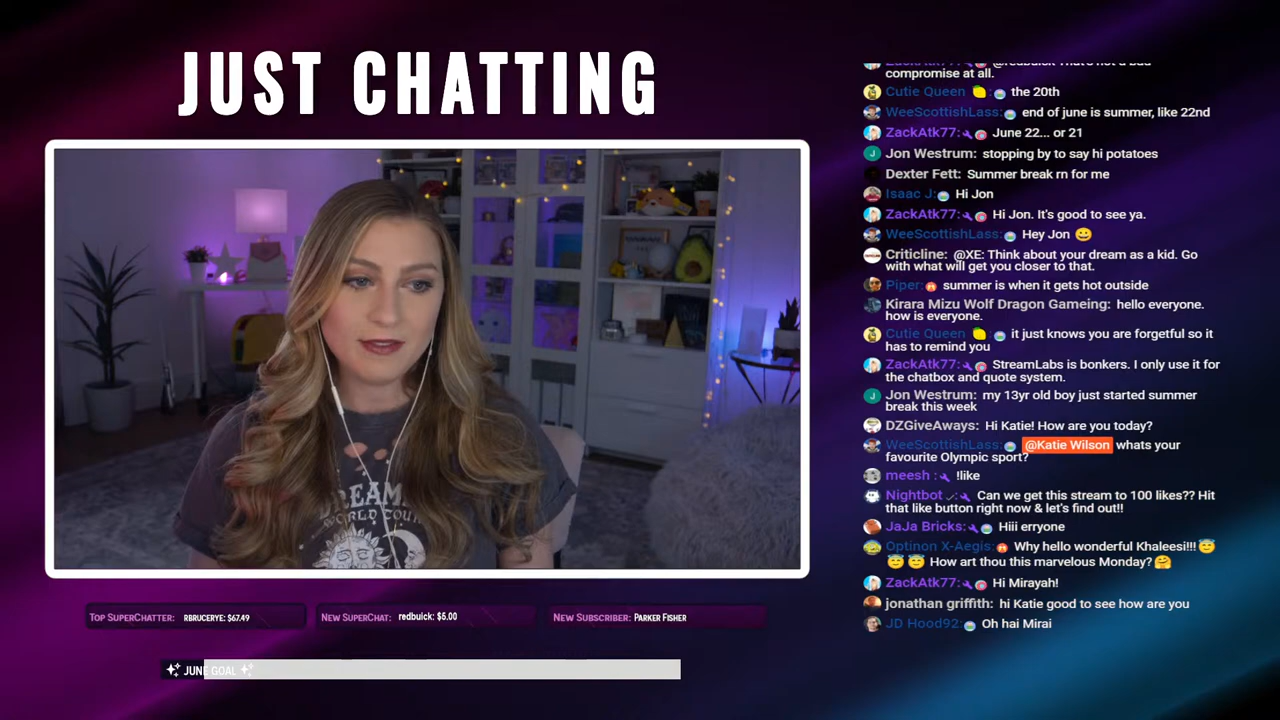 JUST CHATTING
compromise at all.
Cutie Queen the 20th
WeeScottishLass: end of june is summer, like 22nd
ZackAtk77: June 22... or 21
Jon Westrum: stopping by to say hi potatoes
Dexter Fett: Summer break rn for me
Isaac J: Hi Jon
ZackAtk77: Hi Jon. It's good to see ya.
WeeScottishLass: Hey Jon
Criticline: @XE: Think about your dream as a kid. Go
with what will get you closer to that.
Piper: summer is when it gets hot outside
Kirara Mizu Wolf Dragon Gameing: hello everyone.
how is everyone.
Cutie Queen : it just knows you are forgetful so it
has to remind you
ZackAtk77: StreamLabs is bonkers. I only use it for
the chatbox and quote system.
Jon Westrum: my 13yr old boy just started summer
break this week
DZGiveAways: Hi Katie! How are you today?
WeeScottishLass: @Katie Wilson whats your
favourite Olympic sport?
meesh : !like
Nightbot : Can we get this stream to 100 likes?? Hit
that like button right now & let's find out!!
JaJa Bricks: Hiii erryone
Optinon X-Aegis: Why hello wonderful Khaleesi!!!
How art thou this marvelous Monday?
ZackAtk77: Hi Mirayah!
jonathan griffith: hi Katie good to see how are you
JD Hood92: Oh hai Mirai
DREAM
WORLD TOUR
TOP SUPERCHATTER: RBRUCERYE: $67.49
NEW SUPERCHAT: redbuick: $5.00
NEW SUBSCRIBER: PARKER FISHER
JUNE GOAL